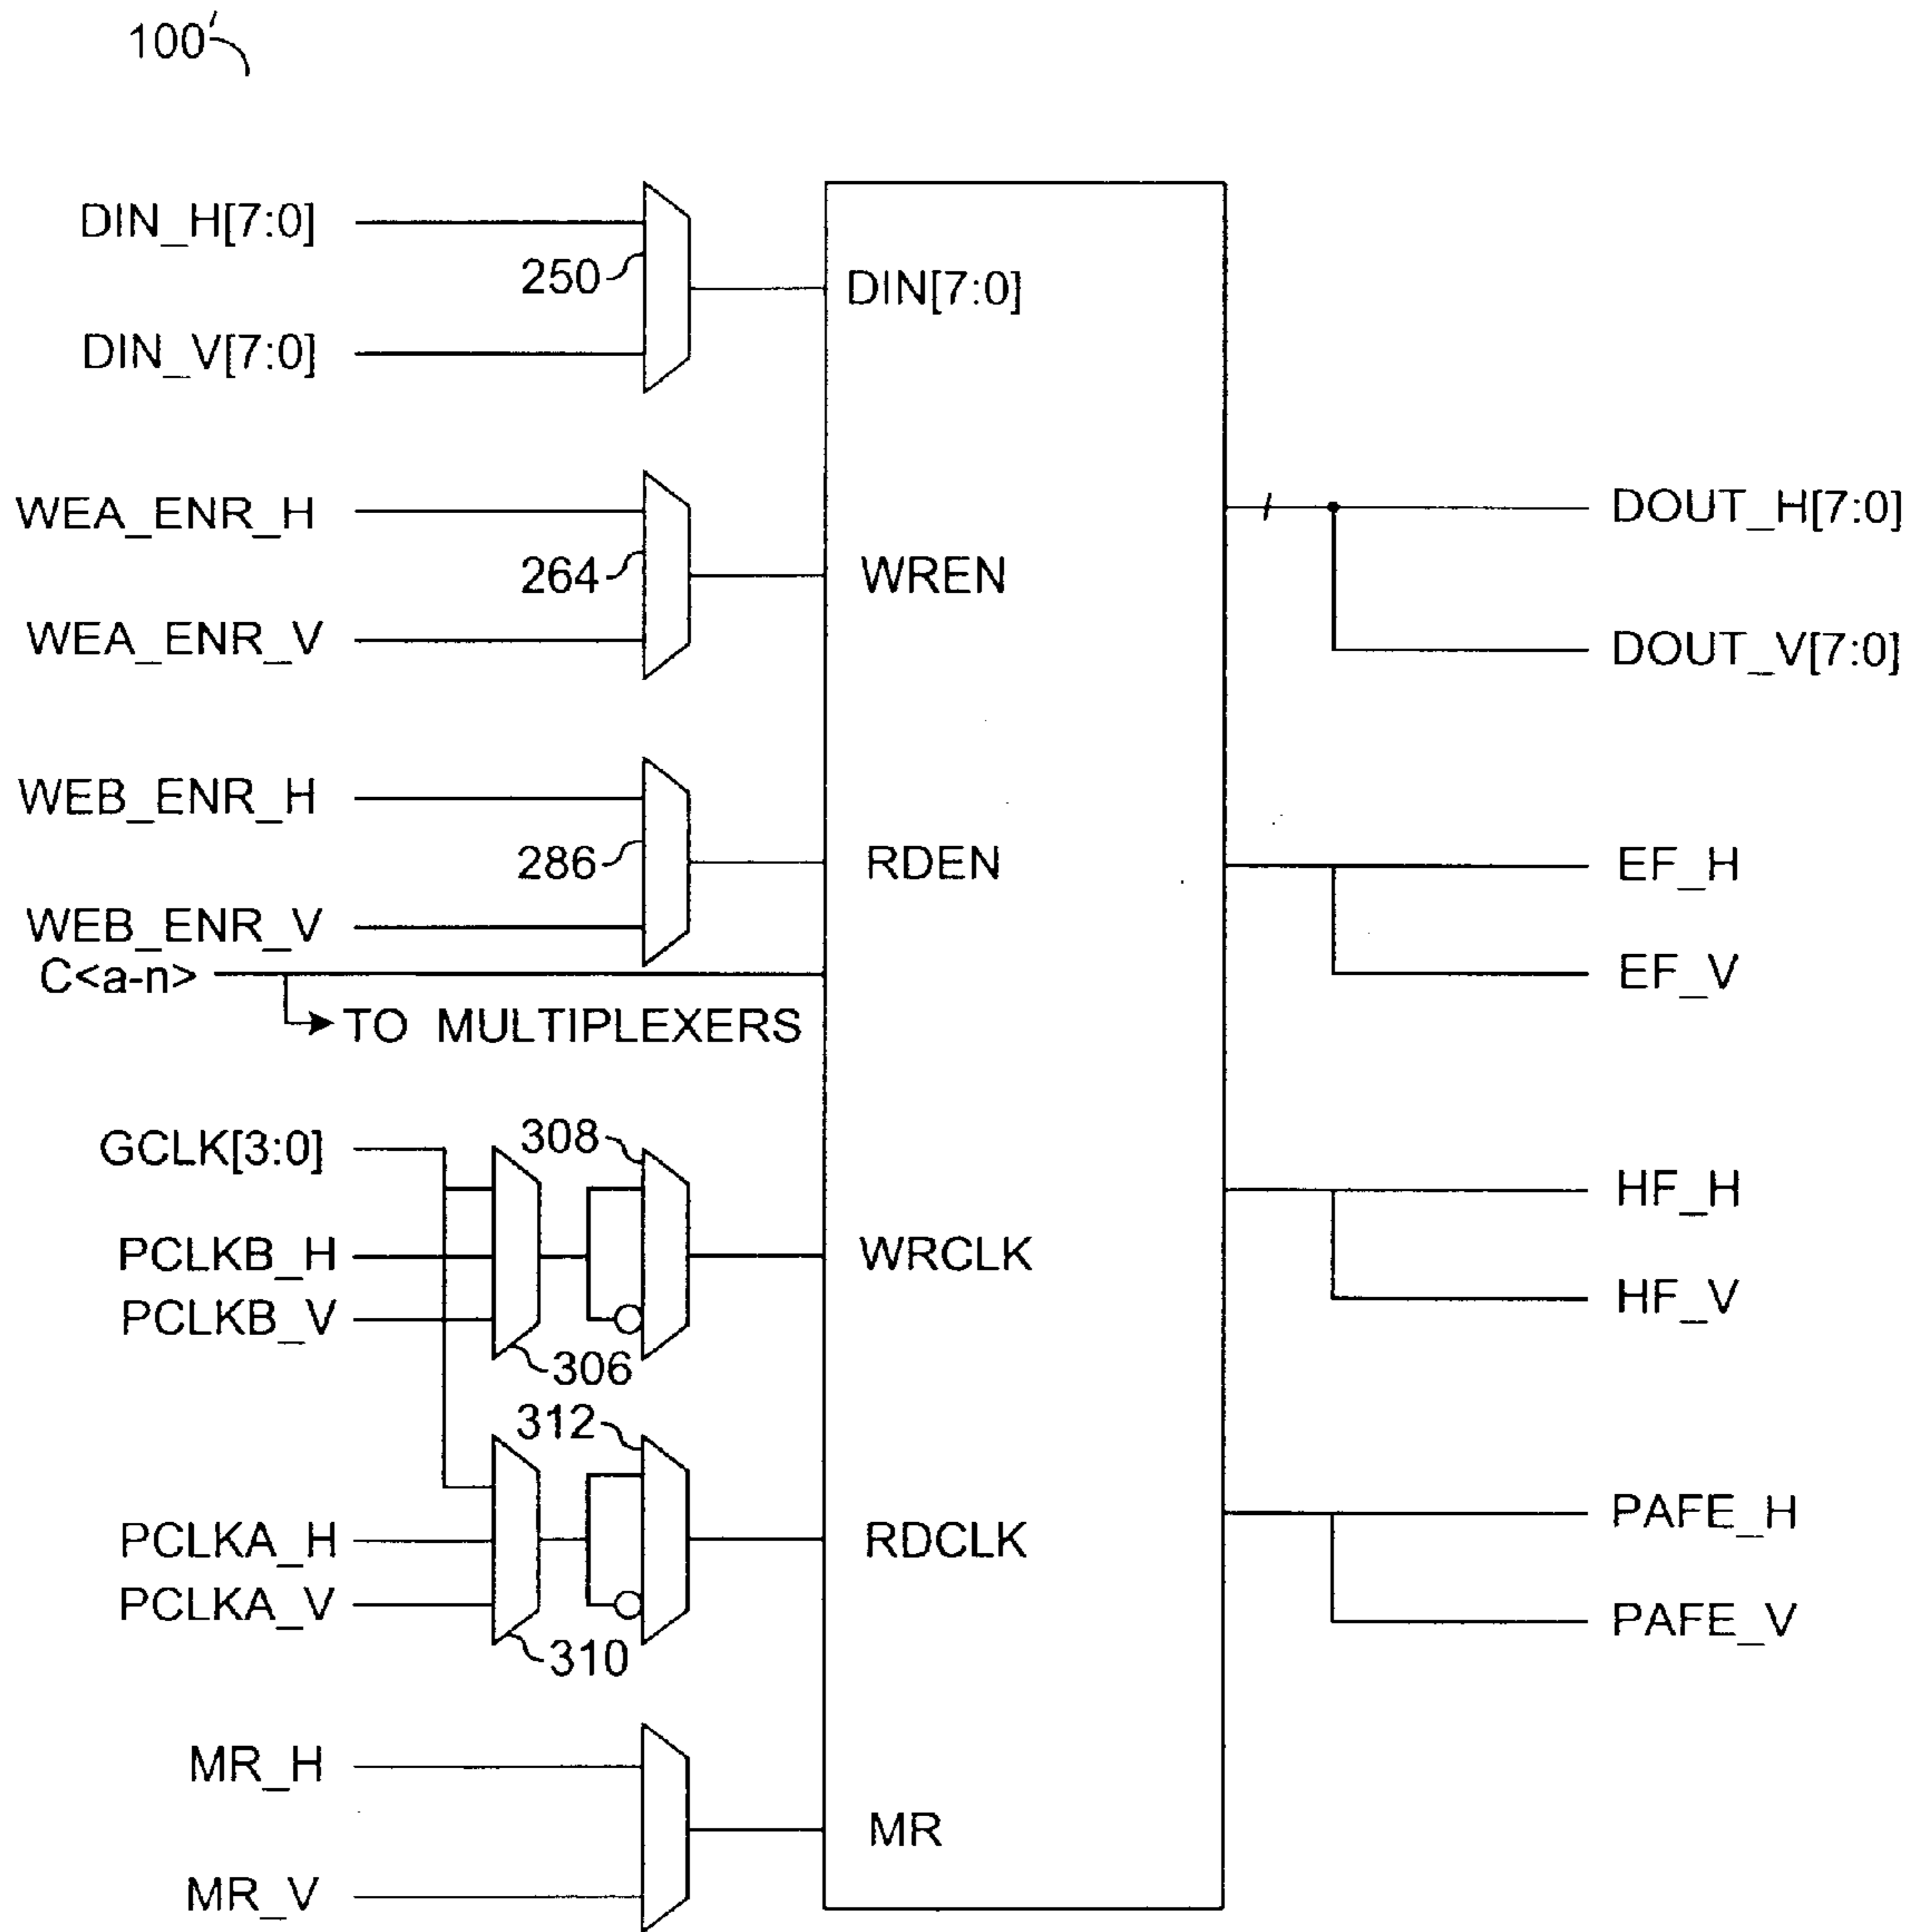 100′
DIN_H[7:0]
250
DIN[7:0]
DIN_V[7:0]
WEA_ENR_H
DOUT_H[7:0]
264
WREN
WEA_ENR_V
DOUT_V[7:0]
WEB_ENR_H
286
RDEN
EF_H
WEB_ENR_V
C<a-n>
EF_V
TO MULTIPLEXERS
GCLK[3:0]
308
HF_H
PCLKB_H
WRCLK
PCLKB_V
HF_V
306
312
PAFE_H
PCLKA_H
RDCLK
PCLKA_V
PAFE_V
310
MR_H
MR
MR_V